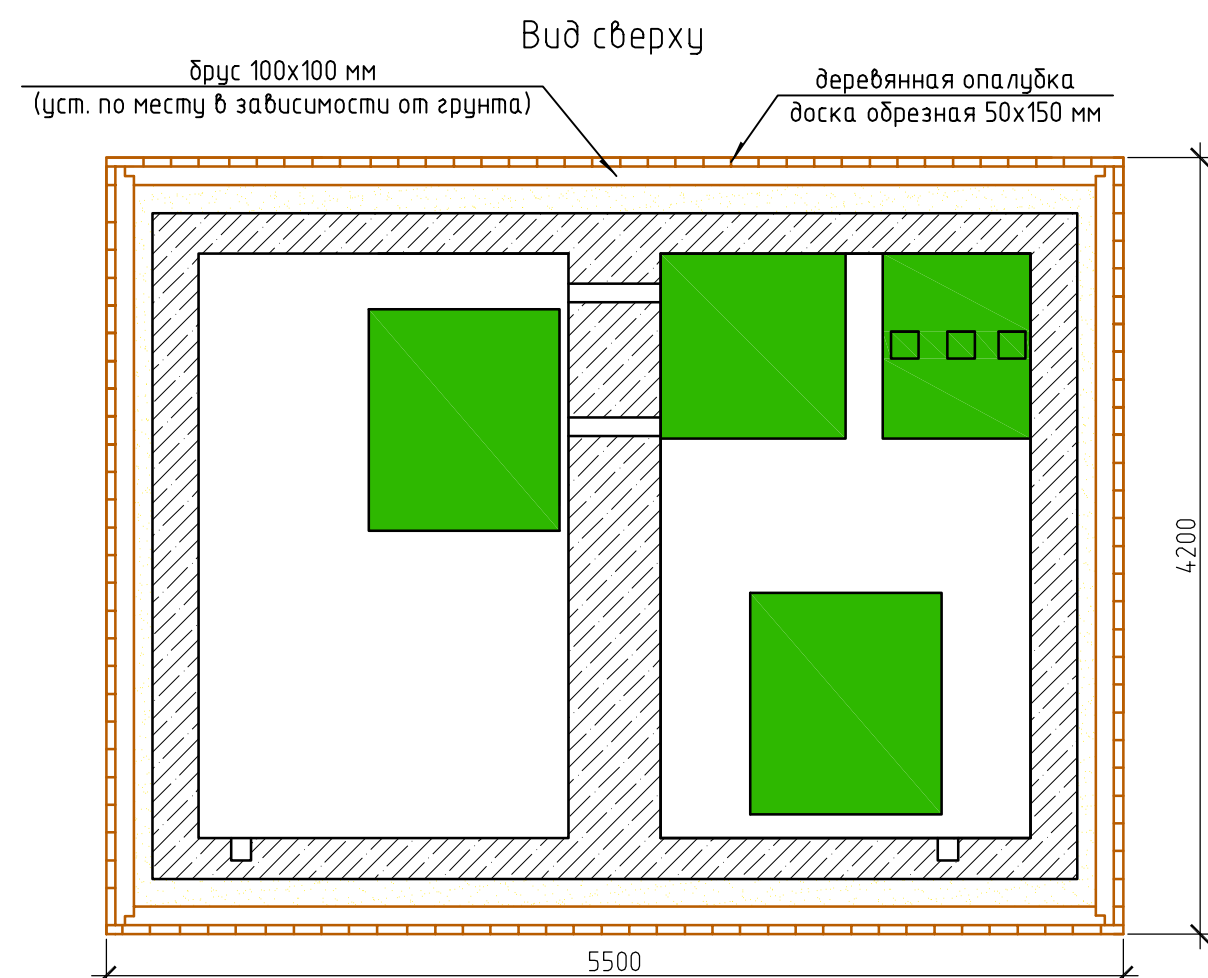 Вид сверху
брус 100х100 мм
(уст. по месту в зависимости от грунта)
деревянная опалубка
доска обрезная 50х150 мм
4200
5500